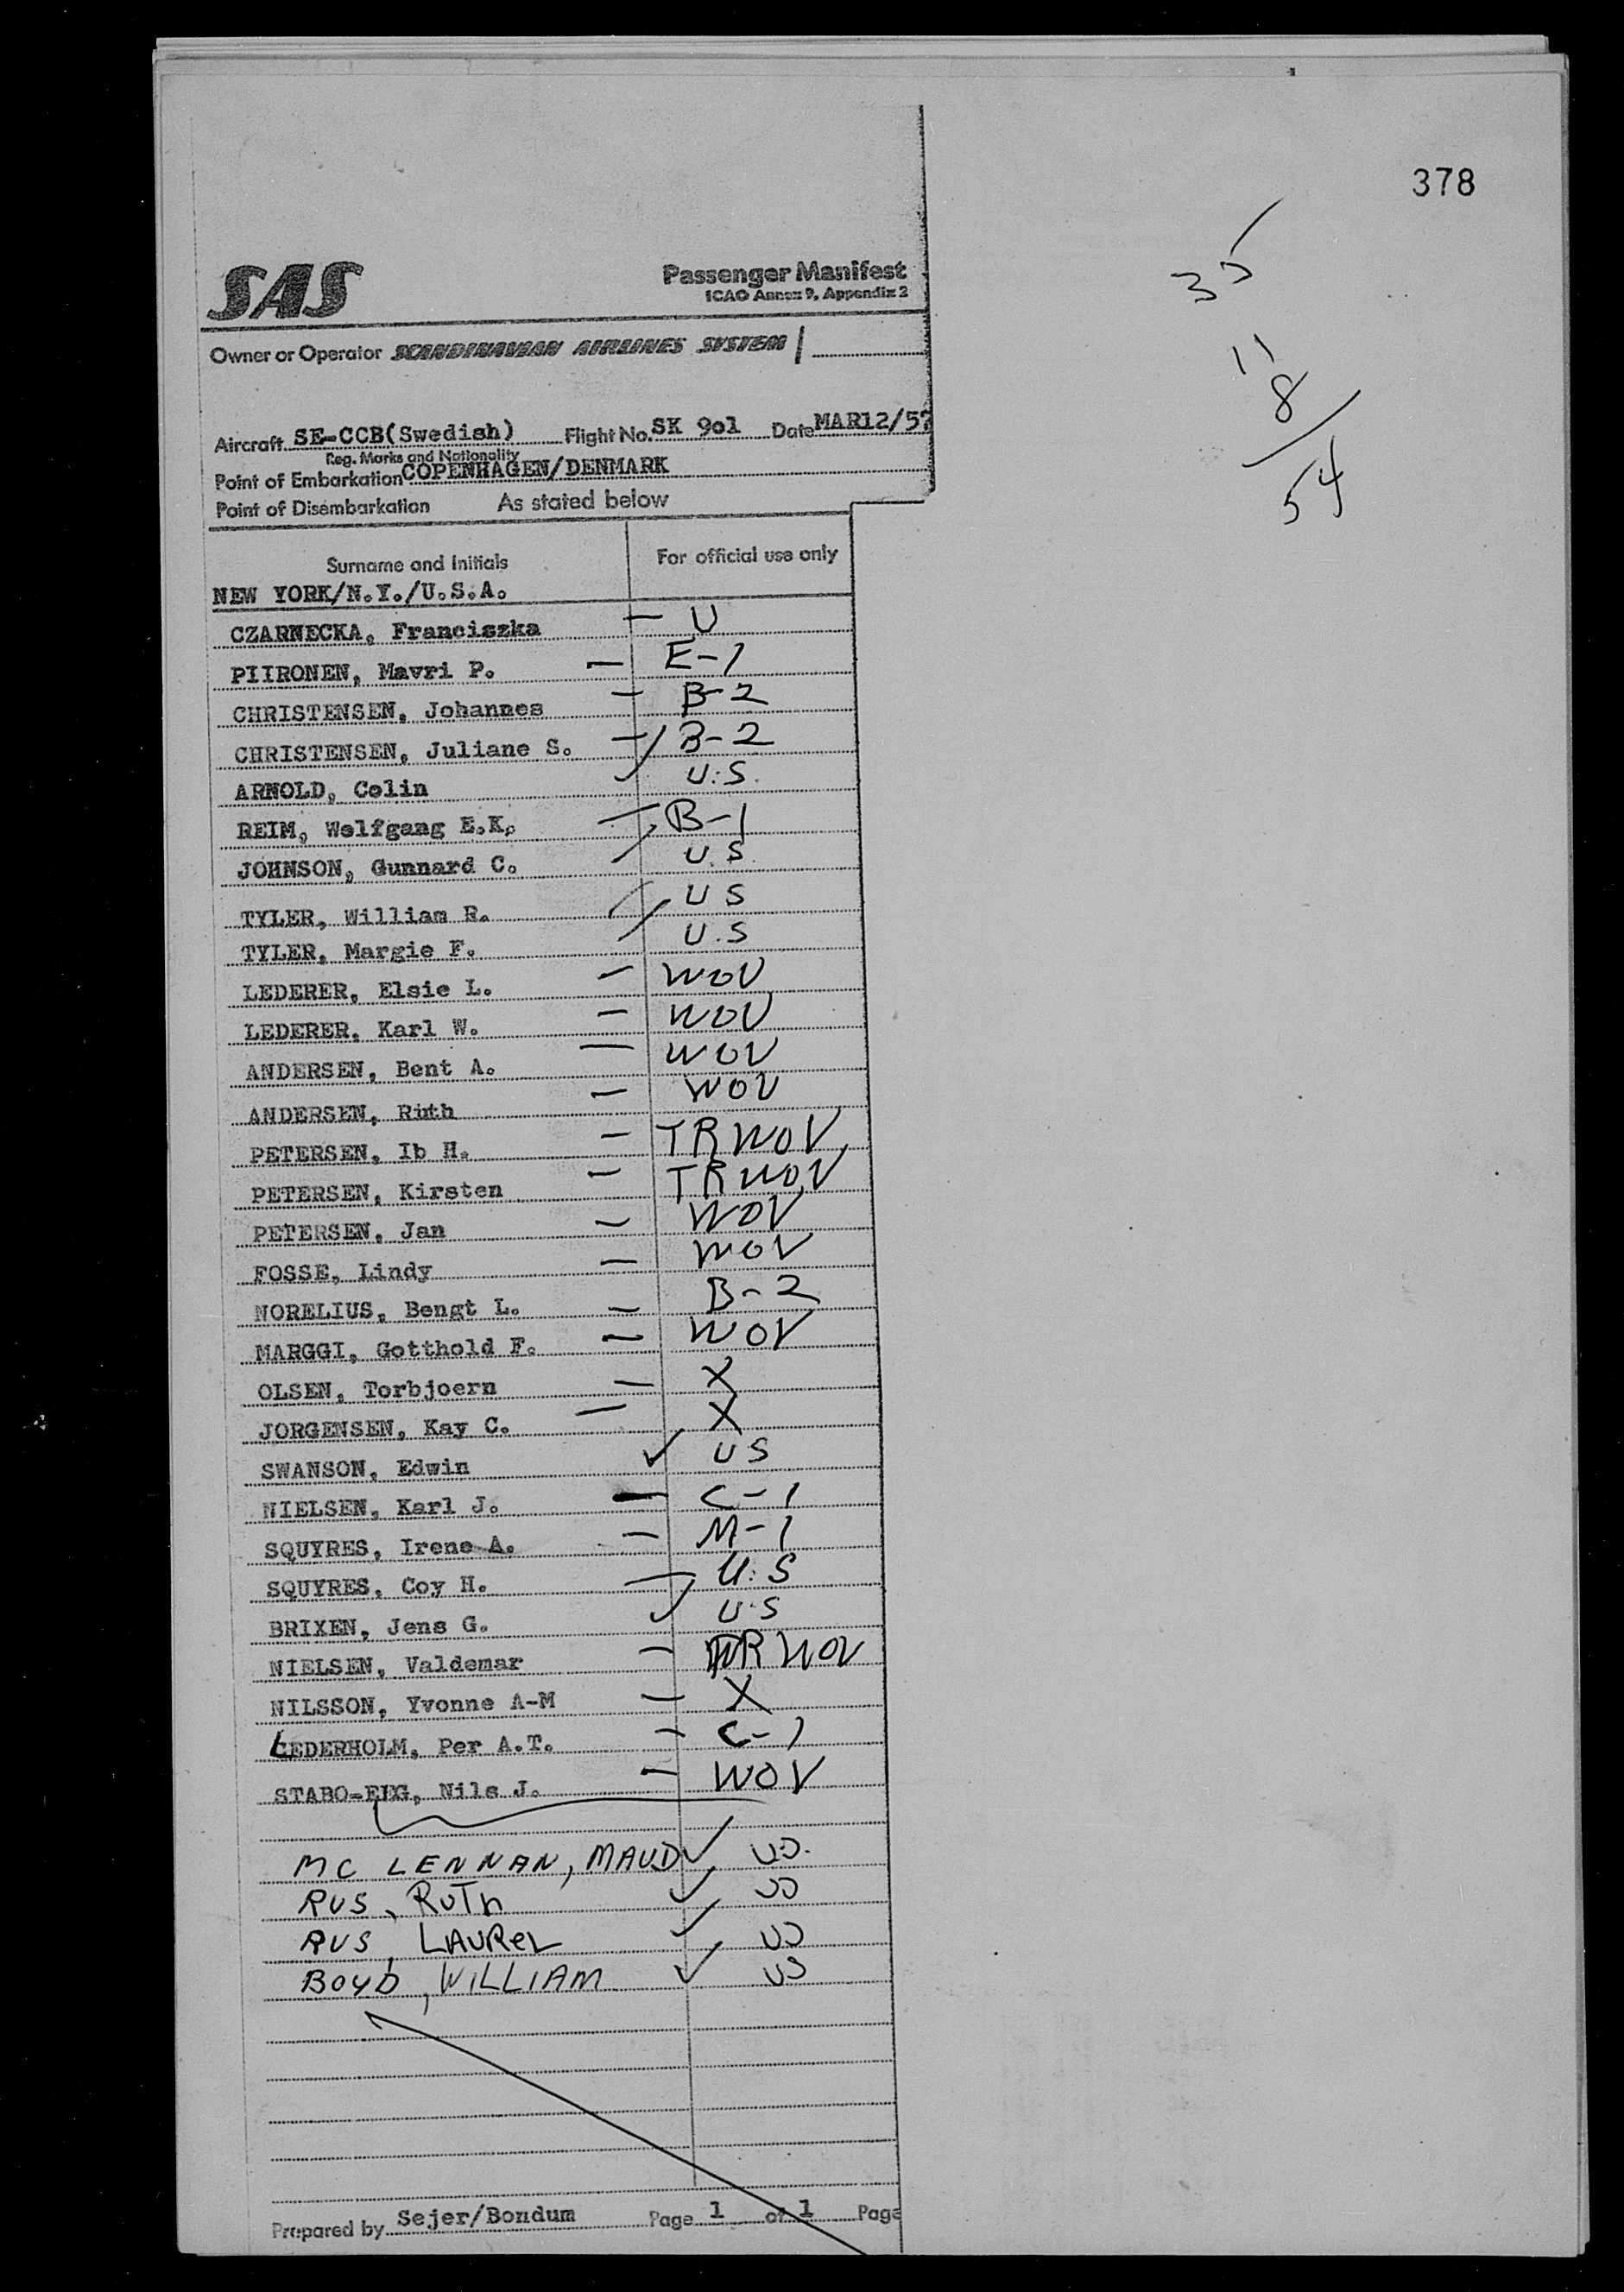 378
35
11
8
54
SAS
Passenger Manifest
ICAO Annex 9, Appendix 2
Owner or Operator SCANDINAVIAN AIRLINES SYSTEM
Aircraft SE-CCB(Swedish) Flight No. SK 9o1 Date MAR12/57
Reg. Marks and Nationality
Point of Embarkation COPENHAGEN/DENMARK
Point of Disembarkation As stated below
Surname and Initials For official use only
NEW YORK/N.Y./U.S.A.
CZARNECKA, Franciszka — U
PIIRONEN, Mavri P. — E-1
CHRISTENSEN, Johannes — B-2
CHRISTENSEN, Juliane S. — B-2
ARNOLD, Colin U.S.
REIM, Wolfgang E.K. — B-1
JOHNSON, Gunnard C. U.S.
TYLER, William R. U S
TYLER, Margie F. U.S
LEDERER, Elsie L. — WOV
LEDERER, Karl W. — WOV
ANDERSEN, Bent A. — WOV
ANDERSEN, Ruth — WOV
PETERSEN, Ib H. — TRWOV
PETERSEN, Kirsten — TRWOV
PETERSEN, Jan — WOV
FOSSE, Lindy — WOV
NORELIUS, Bengt L. — B-2
MARGGI, Gotthold F. — WOV
OLSEN, Torbjoern — X
JORGENSEN, Kay C. — X
SWANSON, Edwin ✓ U S
NIELSEN, Karl J. — C-1
SQUYRES, Irene A. — M-1
SQUYRES, Coy H. — U.S
BRIXEN, Jens G. U.S
NIELSEN, Valdemar — TRWOV
NILSSON, Yvonne A-M — X
CEDERHOLM, Per A.T. — C-1
STABO-EEG, Nils J. — WOV
MC LENNAN, MAUD ✓ US.
RUS, RUTH ✓ US
RUS, LAUREL ✓ US
BOYD, WILLIAM ✓ US
Prepared by Sejer/Bondum Page 1 of 1 Page